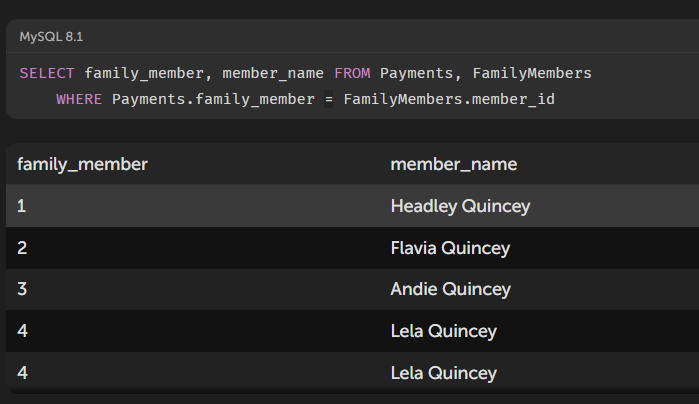 MySQL 8.1
SELECT family_member, member_name FROM Payments, FamilyMembers
WHERE Payments.family_member = FamilyMembers.member_id
family_member member_name
1 Headley Quincey
2 Flavia Quincey
3 Andie Quincey
4 Lela Quincey
4 Lela Quincey